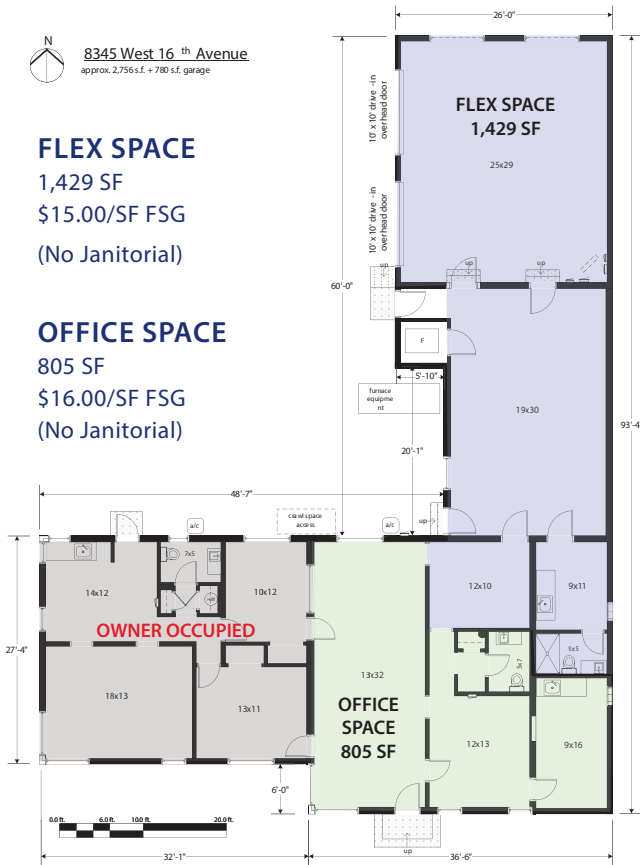 N
8345 West 16 th Avenue
approx. 2,756 s.f. + 780 s.f. garage
FLEX SPACE
1,429 SF
$15.00/SF FSG
(No Janitorial)
OFFICE SPACE
805 SF
$16.00/SF FSG
(No Janitorial)
26'-0"
10' x 10' drive -in
overhead door
10' x 10' drive -in
overhead door
FLEX SPACE
1,429 SF
25x29
up
up
up
60'-0"
F
5'-10"
furnace
equipme
nt
19x30
93'-4
20'-1"
48'-7"
crawl space
access
a/c
a/c
up
27'-4"
14x12
7x5
10x12
OWNER OCCUPIED
18x13
13x11
12x10
9x11
9x5
5x7
13x32
OFFICE
SPACE
805 SF
12x13
9x16
6'-0"
up
0.0 ft.
6.0 ft.
10.0 ft.
20.0 ft.
32'-1"
36'-6"